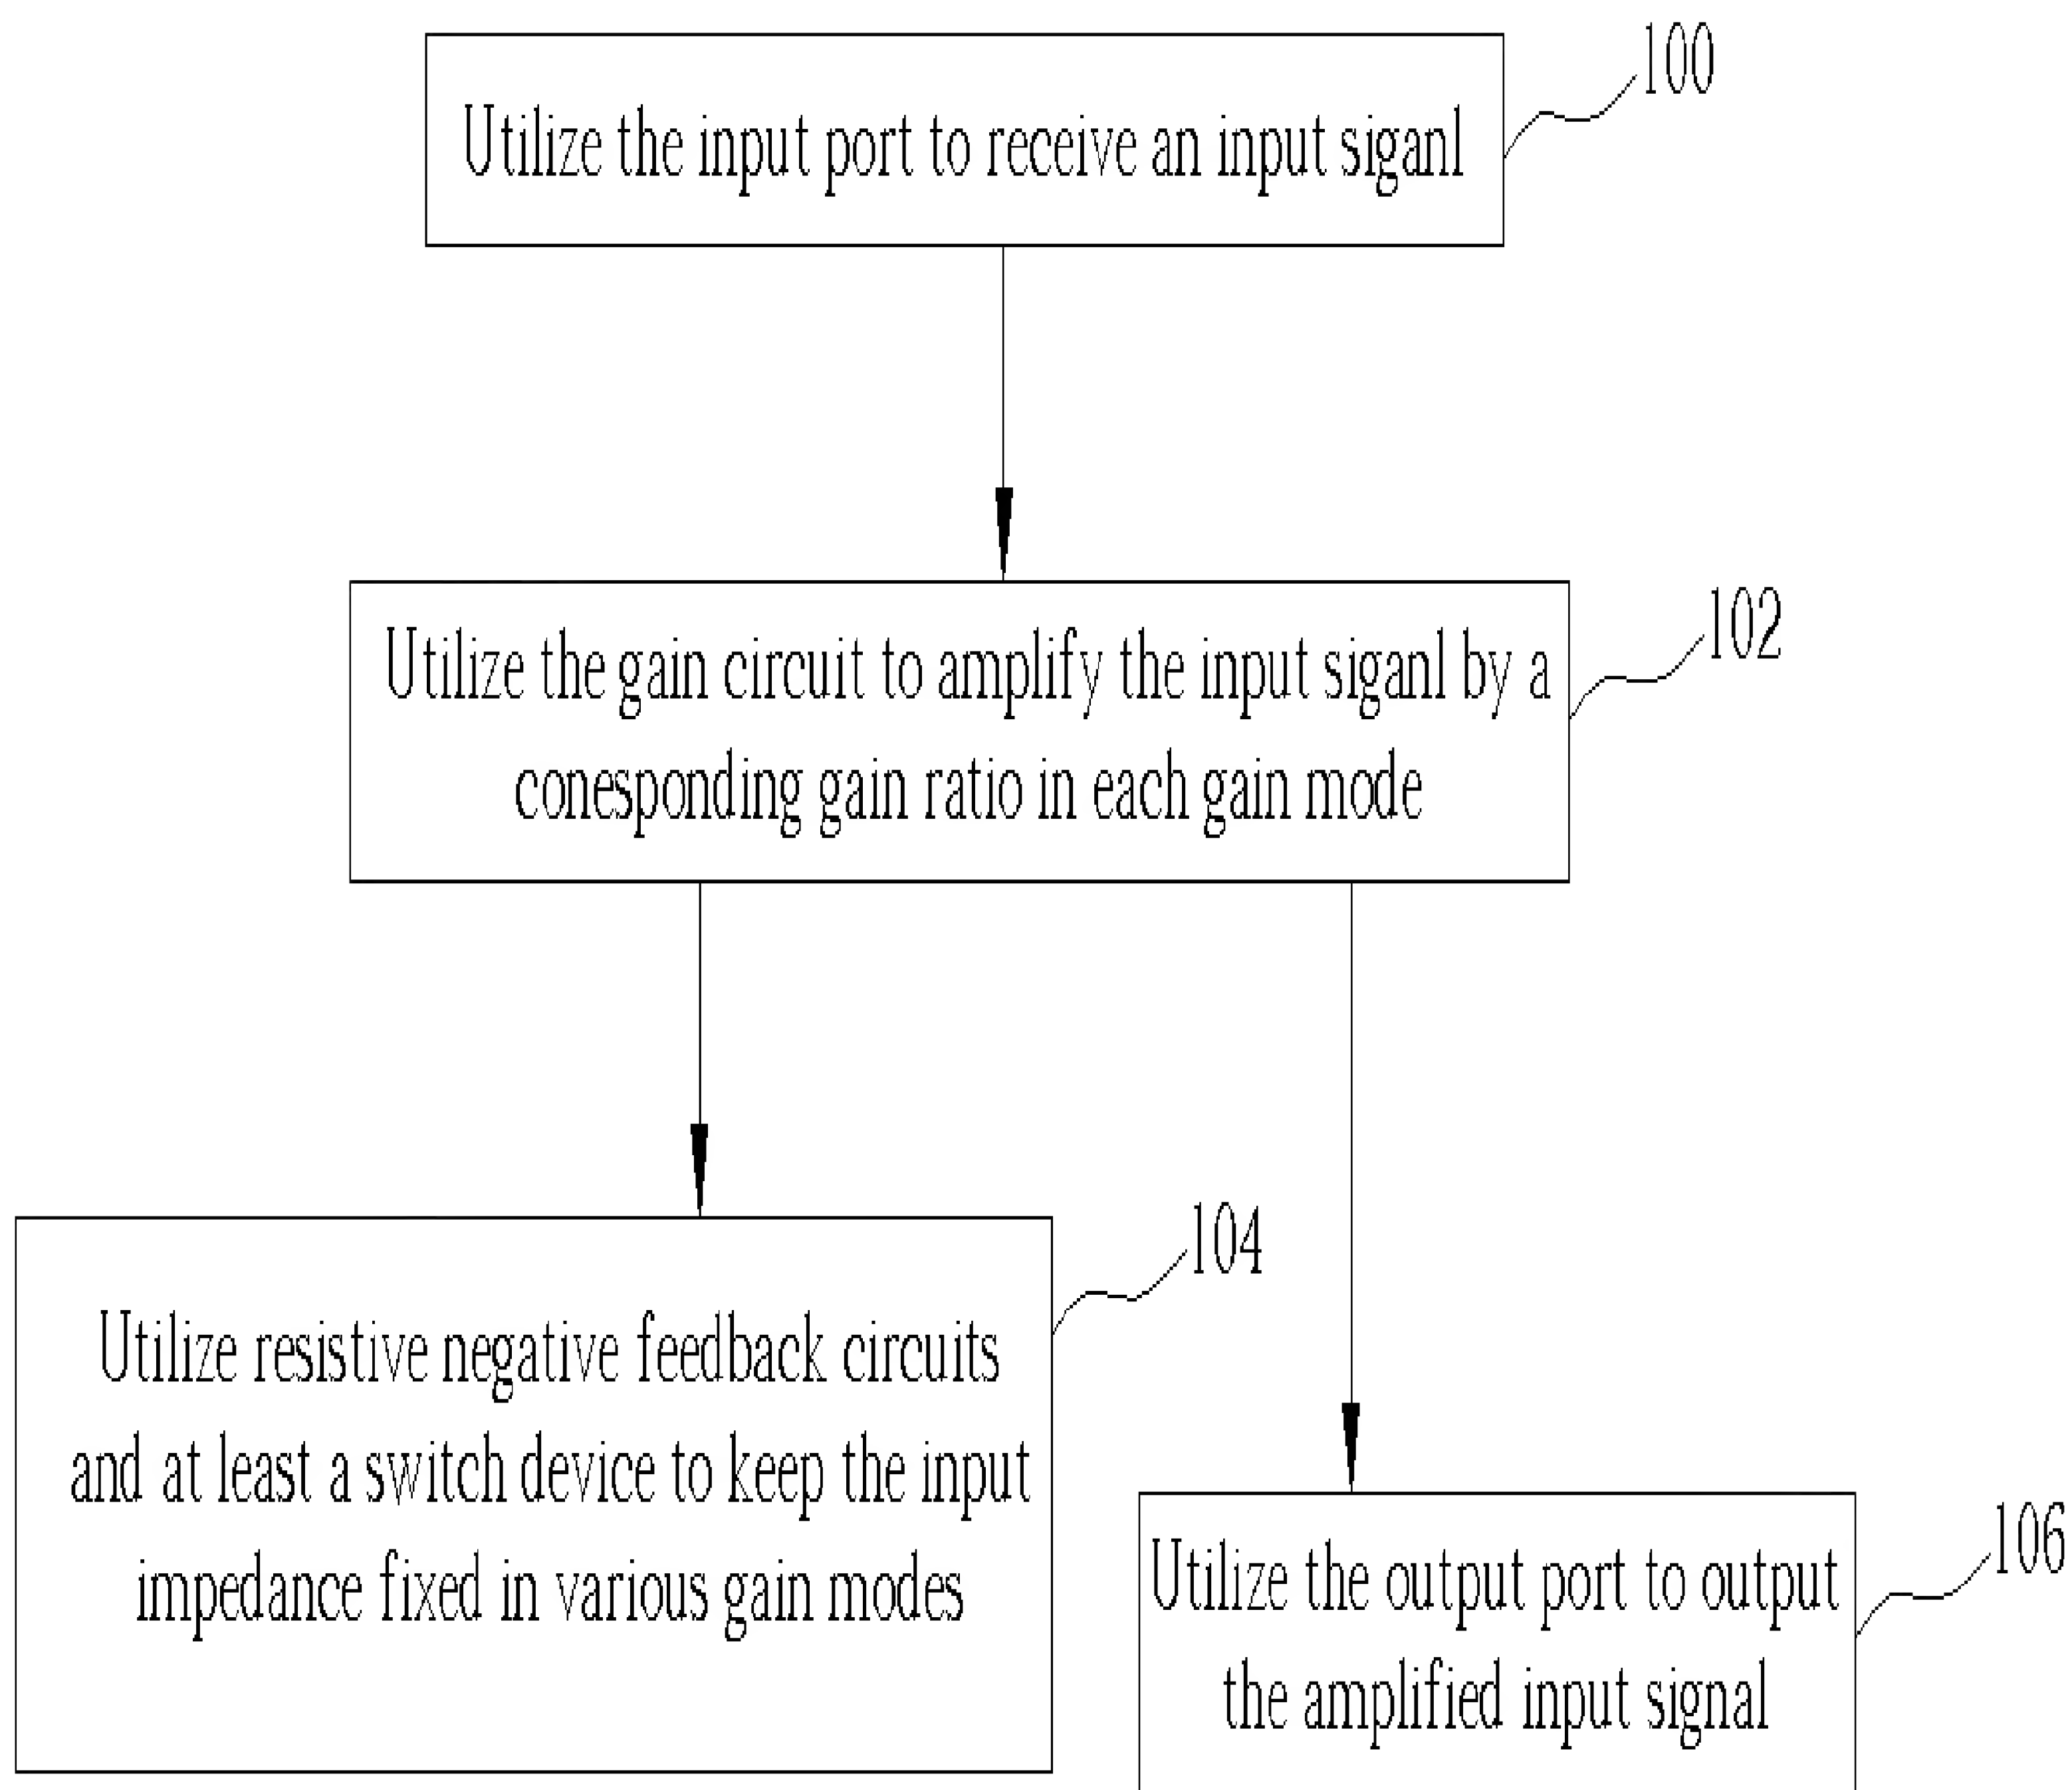 100
Utilize the input port to receive an input siganl
102
Utilize the gain circuit to amplify the input siganl by a
conesponding gain ratio in each gain mode
104
Utilize resistive negative feedback circuits
and at least a switch device to keep the input
impedance fixed in various gain modes
106
Utilize the output port to output
the amplified input signal